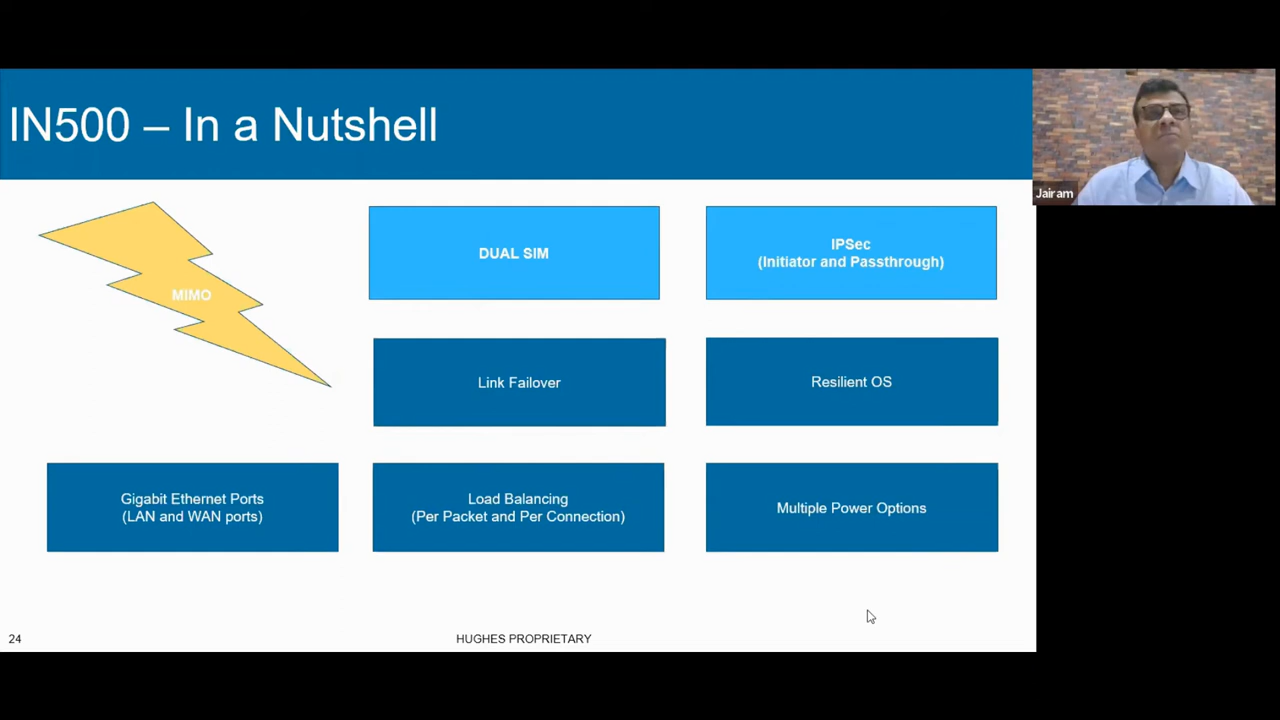 IN500 – In a Nutshell
Jairam
MIMO
DUAL SIM
IPSec
(Initiator and Passthrough)
Link Failover
Resilient OS
Gigabit Ethernet Ports
(LAN and WAN ports)
Load Balancing
(Per Packet and Per Connection)
Multiple Power Options
24
HUGHES PROPRIETARY